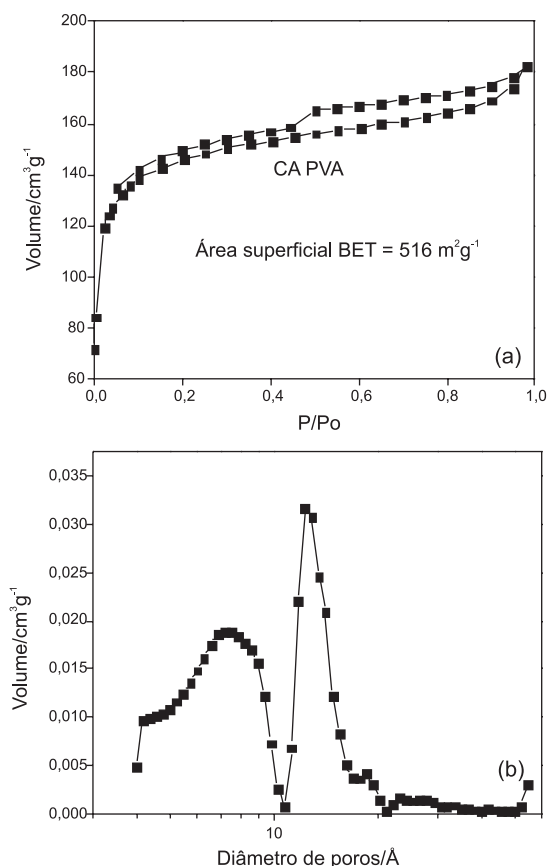 200
180
160
140
120
100
80
60
Volume/cm³g⁻¹
CA PVA
Área superficial BET = 516 m²g⁻¹
(a)
0,0 0,2 0,4 0,6 0,8 1,0
P/Po
0,035
0,030
0,025
0,020
0,015
0,010
0,005
0,000
Volume/cm³g⁻¹
(b)
10
Diâmetro de poros/Å